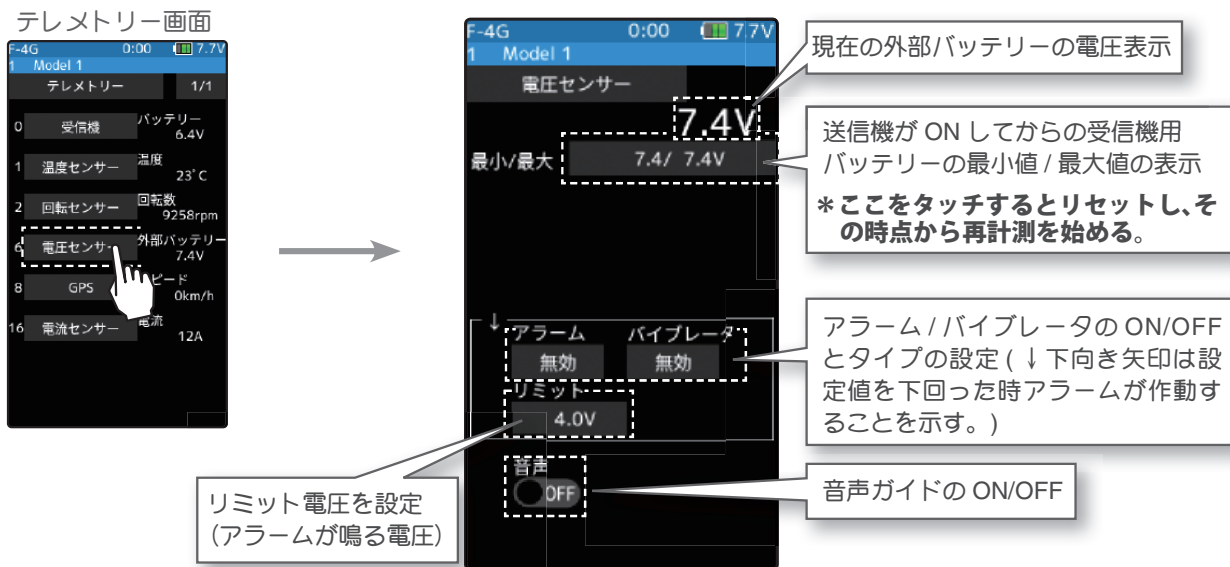 テレメトリー画面
F-4G 0:00 7.7V
1 Model 1
テレメトリー 1/1
0 受信機 バッテリー
6.4V
1 温度センサー 温度
23°C
2 回転センサー 回転数
9258rpm
6 電圧センサー 外部バッテリー
7.4V
8 GPS スピード
0km/h
16 電流センサー 電流
12A
F-4G 0:00 7.7V
1 Model 1
電圧センサー
7.4V
最小/最大 7.4/ 7.4V
↓
アラーム バイブレータ
無効 無効
リミット
4.0V
音声
OFF
現在の外部バッテリーの電圧表示
送信機が ON してからの受信機用
バッテリーの最小値 / 最大値の表示
＊ここをタッチするとリセットし、そ
の時点から再計測を始める。
アラーム / バイブレータの ON/OFF
とタイプの設定 ( ↓下向き矢印は設
定値を下回った時アラームが作動す
ることを示す。)
音声ガイドの ON/OFF
リミット電圧を設定
（アラームが鳴る電圧）